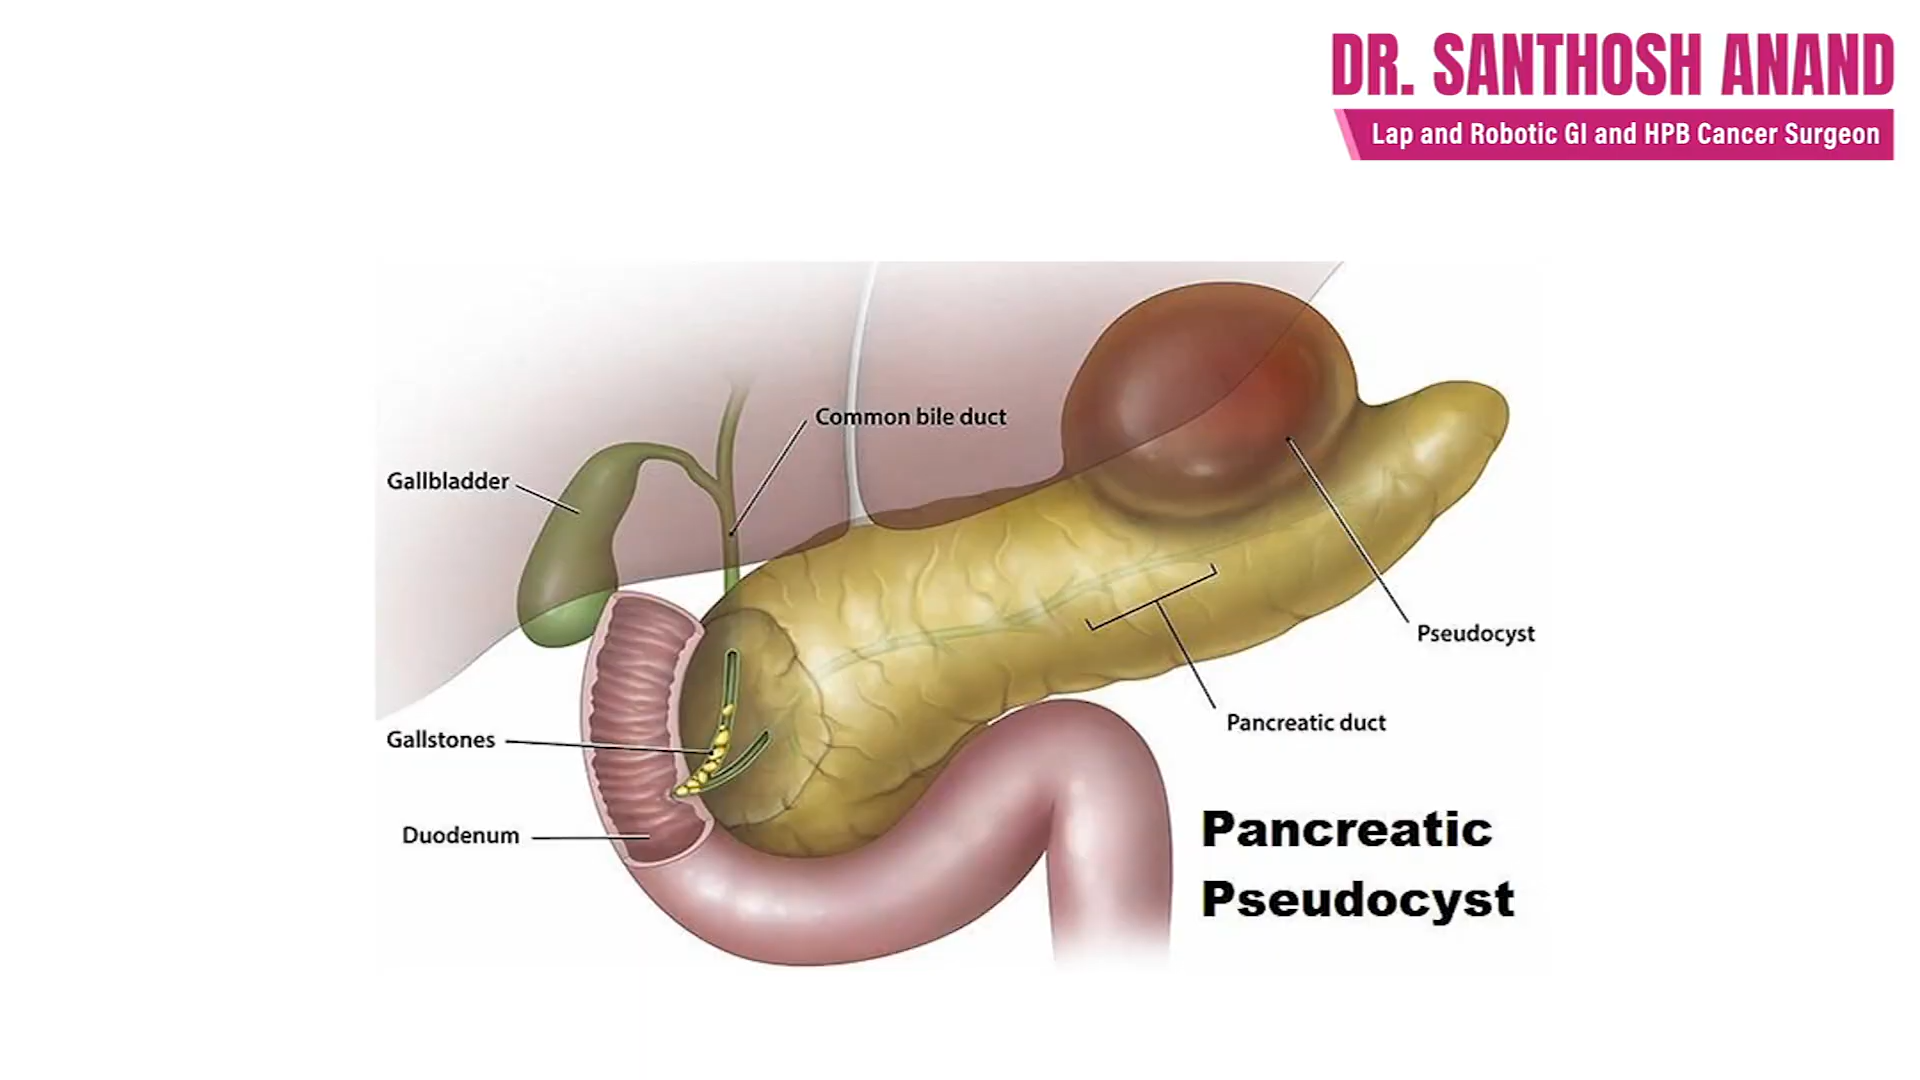 DR. SANTHOSH ANAND
Lap and Robotic GI and HPB Cancer Surgeon
Common bile duct
Gallbladder
Pseudocyst
Pancreatic duct
Gallstones
Duodenum
Pancreatic
Pseudocyst